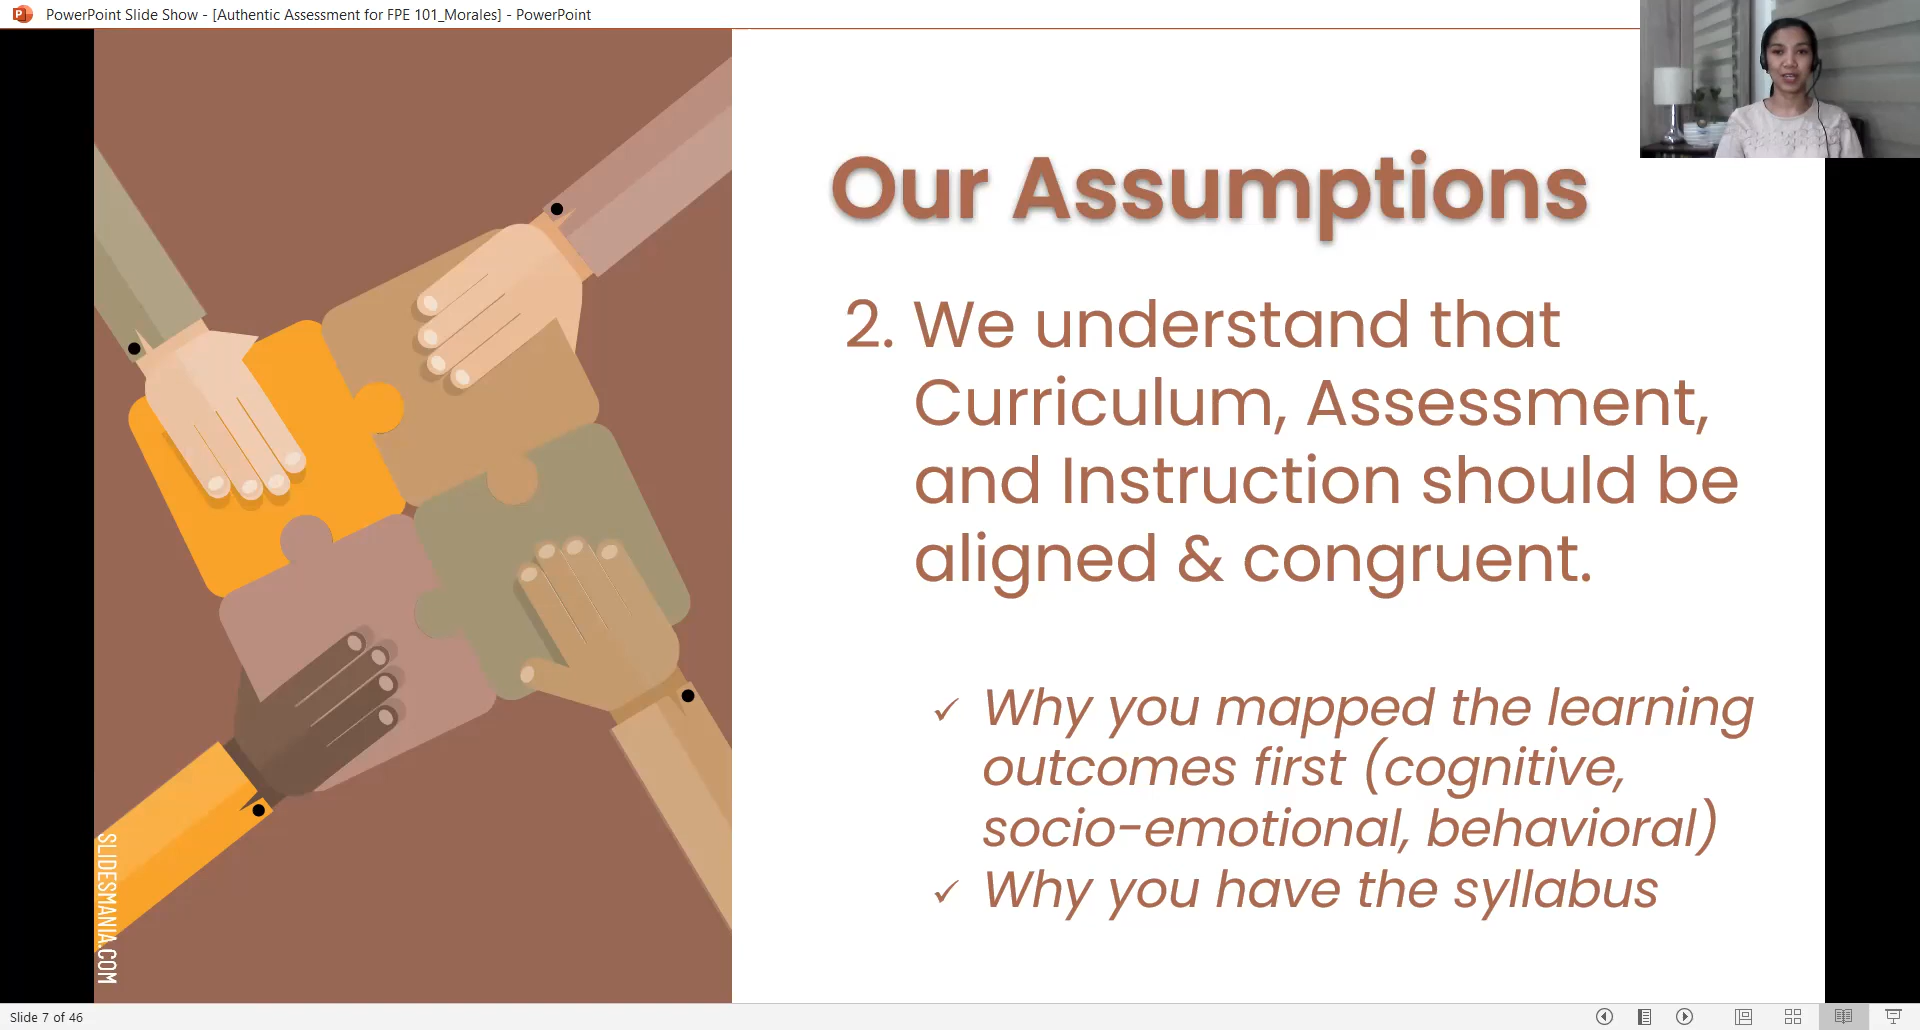 PowerPoint Slide Show - [Authentic Assessment for FPE 101_Morales] - PowerPoint
Our Assumptions
2. We understand that
Curriculum, Assessment,
and Instruction should be
aligned & congruent.
✓ Why you mapped the learning
outcomes first (cognitive,
socio-emotional, behavioral)
✓ Why you have the syllabus
SLIDESMANIA.COM
Slide 7 of 46